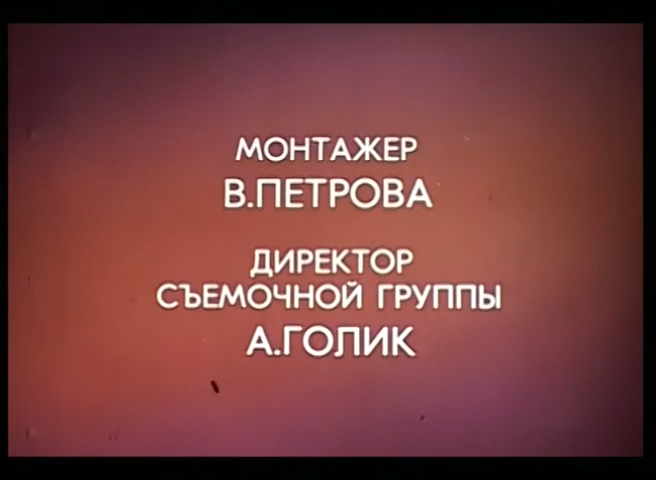 МОНТАЖЕР
В.ПЕТРОВА
ДИРЕКТОР
СЪЕМОЧНОЙ ГРУППЫ
А.ГОЛИК